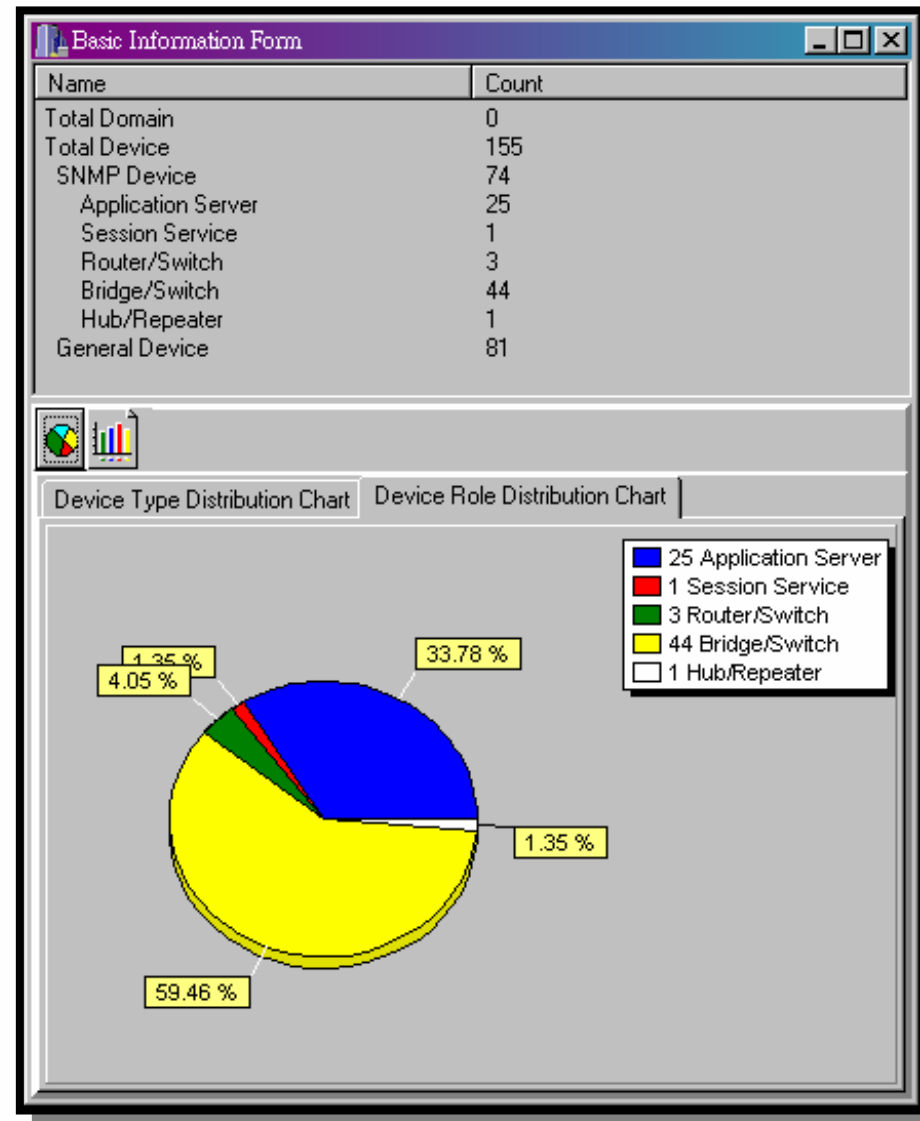 Basic Information Form
Name Count
Total Domain 0
Total Device 155
SNMP Device 74
Application Server 25
Session Service 1
Router/Switch 3
Bridge/Switch 44
Hub/Repeater 1
General Device 81
Device Type Distribution Chart Device Role Distribution Chart
25 Application Server
1 Session Service
3 Router/Switch
44 Bridge/Switch
1 Hub/Repeater
33.78 %
1.35 %
4.05 %
1.35 %
59.46 %